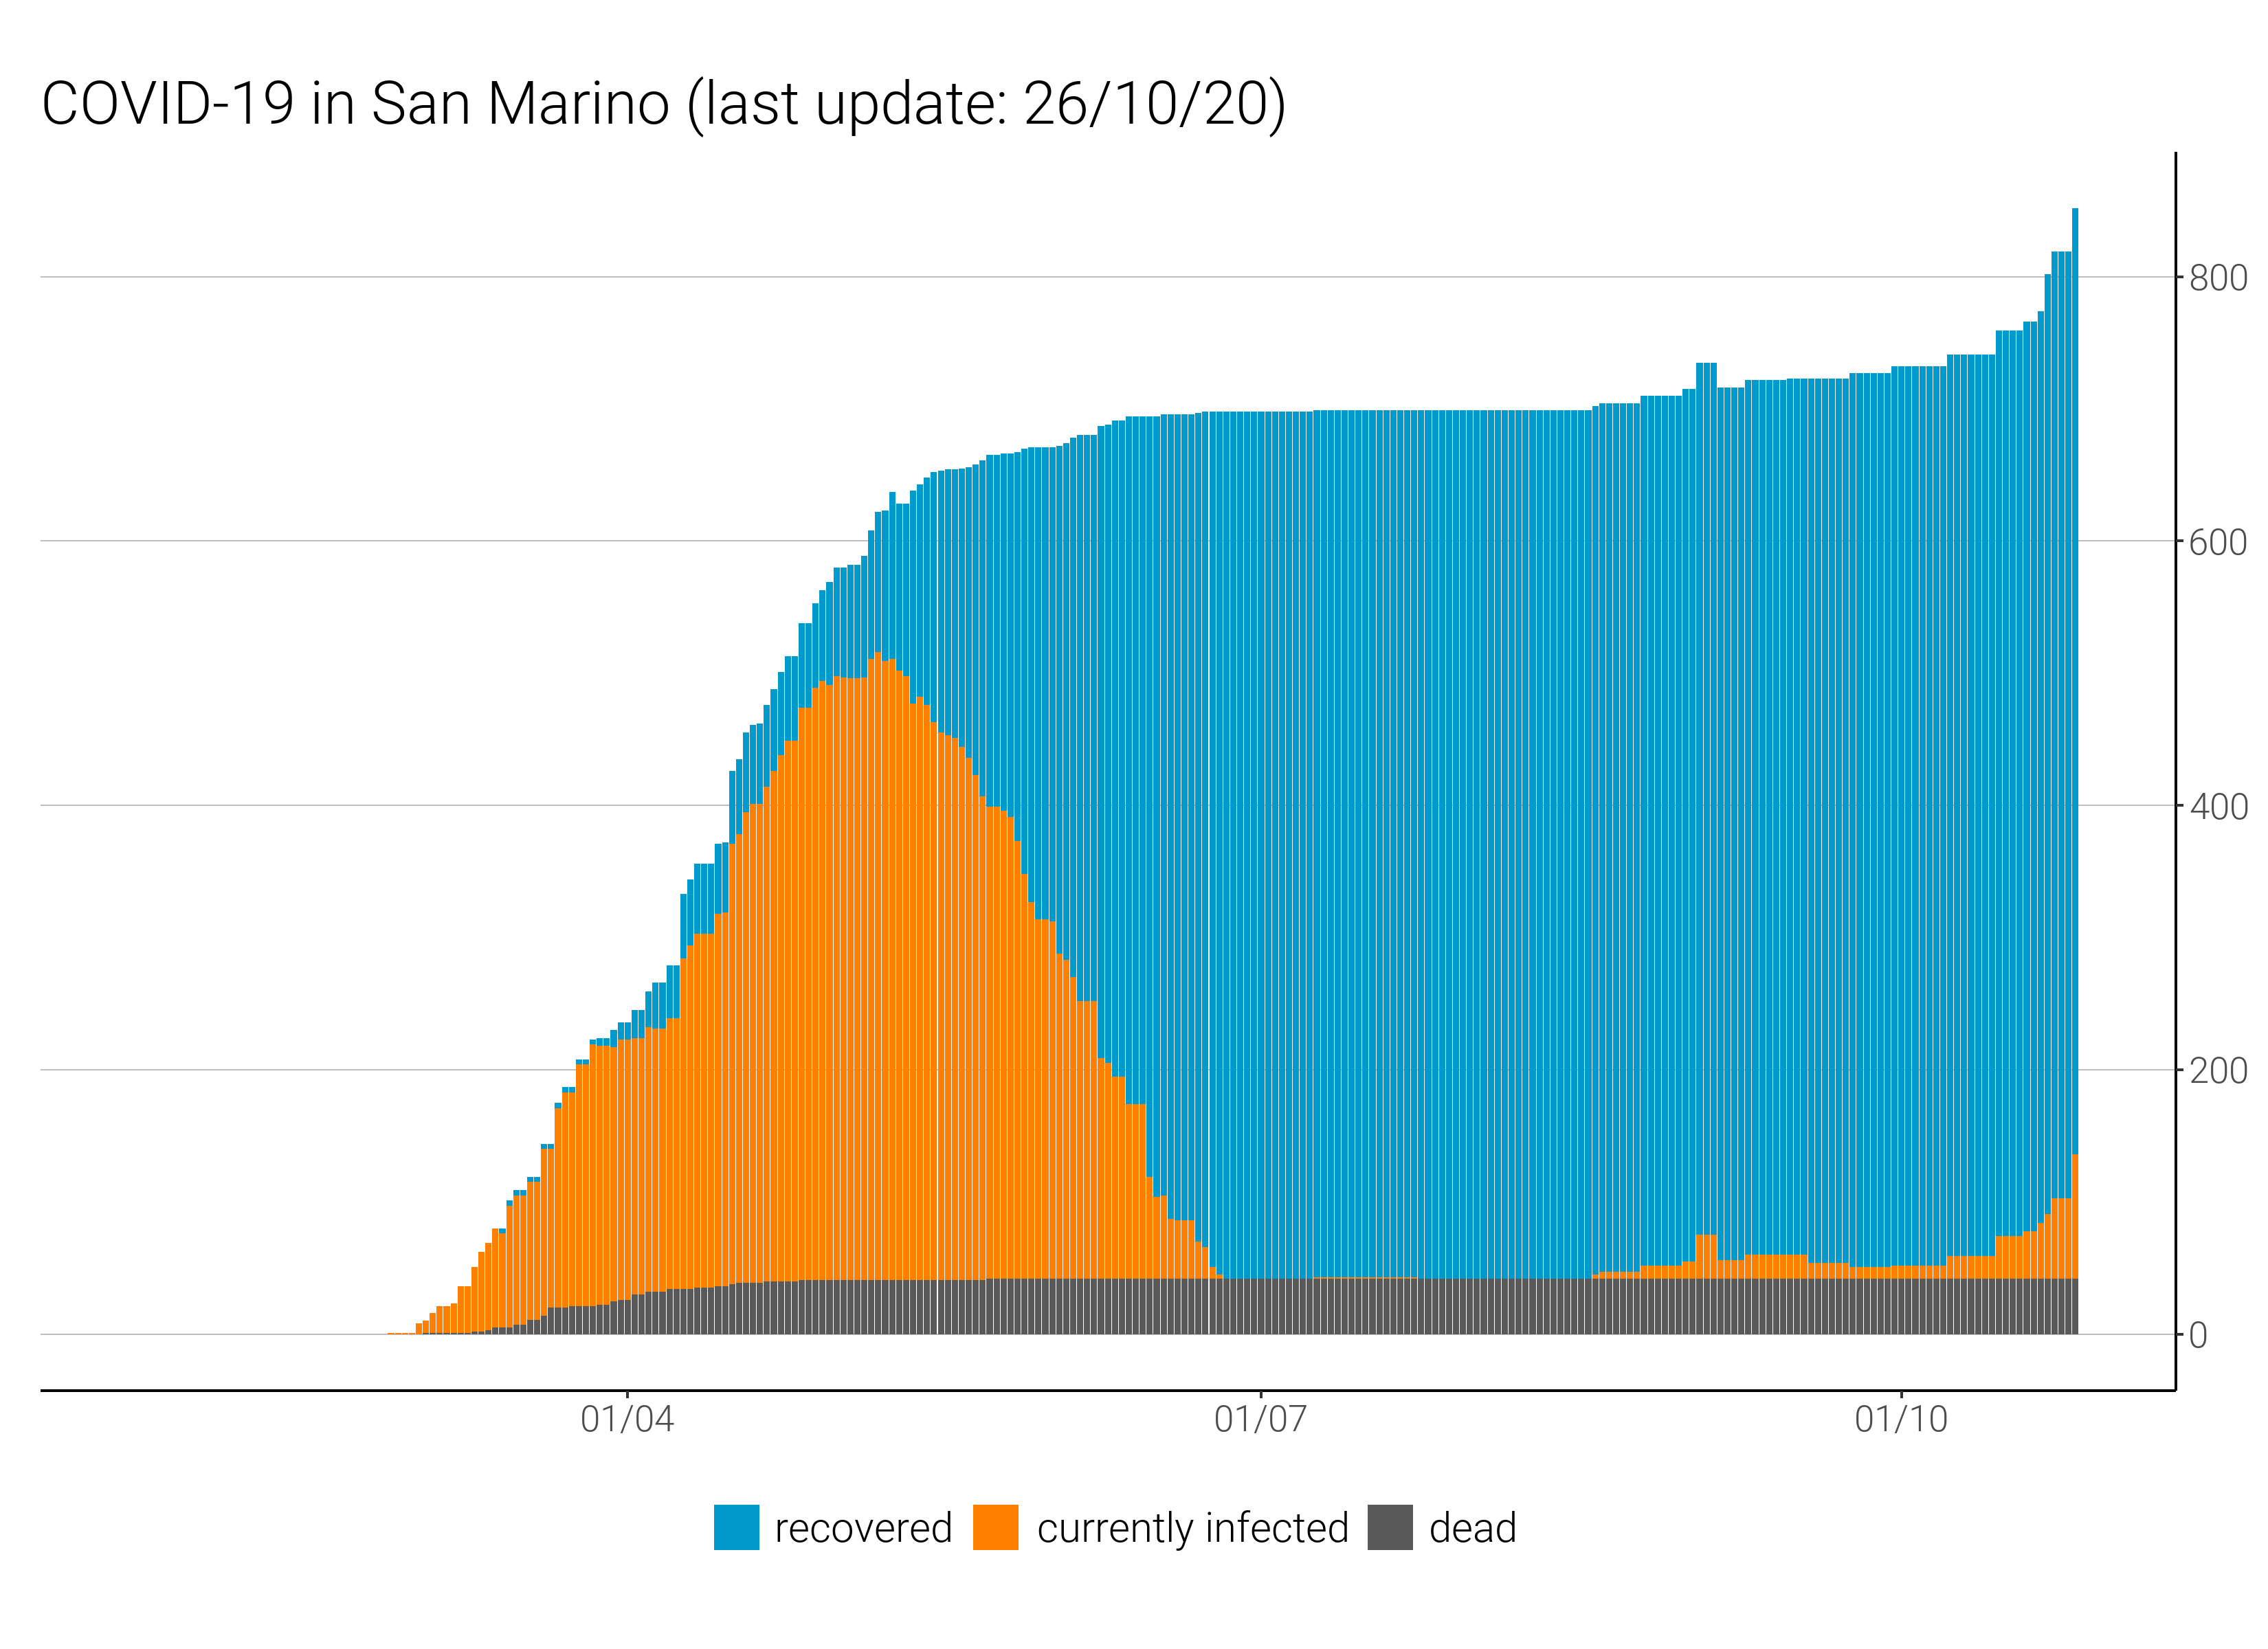 COVID-19 in San Marino (last update: 26/10/20)
800
600
400
200
0
01/04 01/07 01/10
recovered currently infected dead